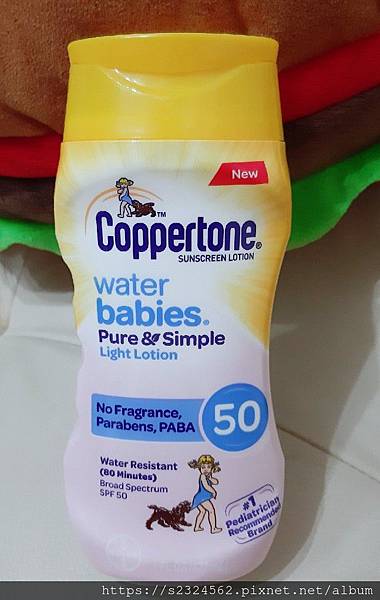 New
Coppertone®
™
SUNSCREEN LOTION
water
babies®
Pure & Simple
Light Lotion
No Fragrance,
Parabens, PABA
50
Water Resistant
(80 Minutes)
Broad Spectrum
SPF 50
#1
Pediatrician
Recommended
Brand
https://s2324562.pixnet.net/album